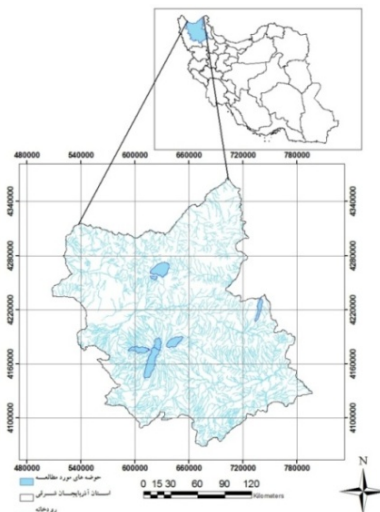 480000 540000 600000 660000 720000 780000
4340000 4340000
4280000 4280000
4220000 4220000
4160000 4160000
4100000 4100000
480000 540000 600000 660000 720000 780000
حوضه های مورد مطالعه
استان آذربایجان شرقی
رودخانه
0 15 30 60 90 120
Kilometers
N